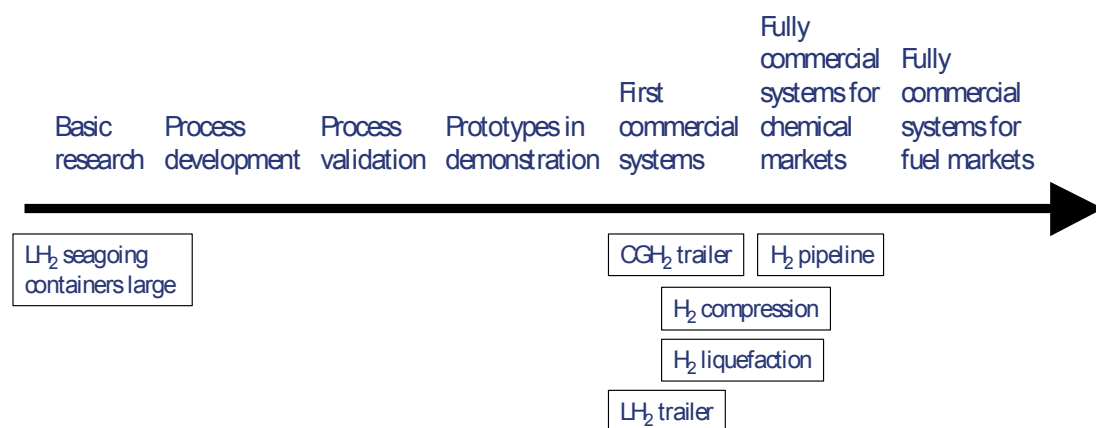 Basic
research
Process
development
Process
validation
Prototypes in
demonstration
First
commercial
systems
Fully
commercial
systems for
chemical
markets
Fully
commercial
systems for
fuel markets
LH₂ seagoing
containers large
CGH₂ trailer
H₂ pipeline
H₂ compression
H₂ liquefaction
LH₂ trailer